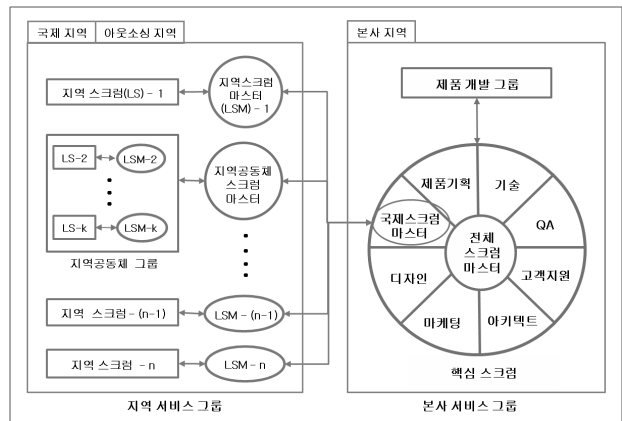 국제 지역
아웃소싱 지역
본사 지역
지역 스크럼(LS) - 1
지역스크럼
마스터
(LSM) - 1
제품 개발 그룹
LS-2
LSM-2
LS-k
LSM-k
지역공동체 그룹
지역공동체
스크럼
마스터
제품기획
기술
국제스크럼
마스터
전체
스크럼
마스터
QA
디자인
고객지원
마케팅
아키텍트
지역 스크럼 - (n-1)
LSM - (n-1)
지역 스크럼 - n
LSM - n
핵심 스크럼
지역 서비스 그룹
본사 서비스 그룹